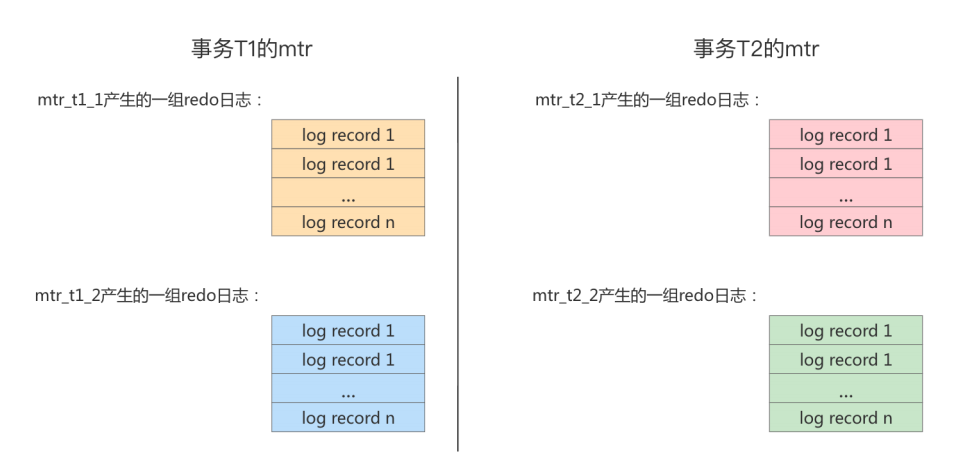 事务T1的mtr
mtr_t1_1产生的一组redo日志：
log record 1
log record 1
...
log record n
mtr_t1_2产生的一组redo日志：
log record 1
log record 1
...
log record n
事务T2的mtr
mtr_t2_1产生的一组redo日志：
log record 1
log record 1
...
log record n
mtr_t2_2产生的一组redo日志：
log record 1
log record 1
...
log record n